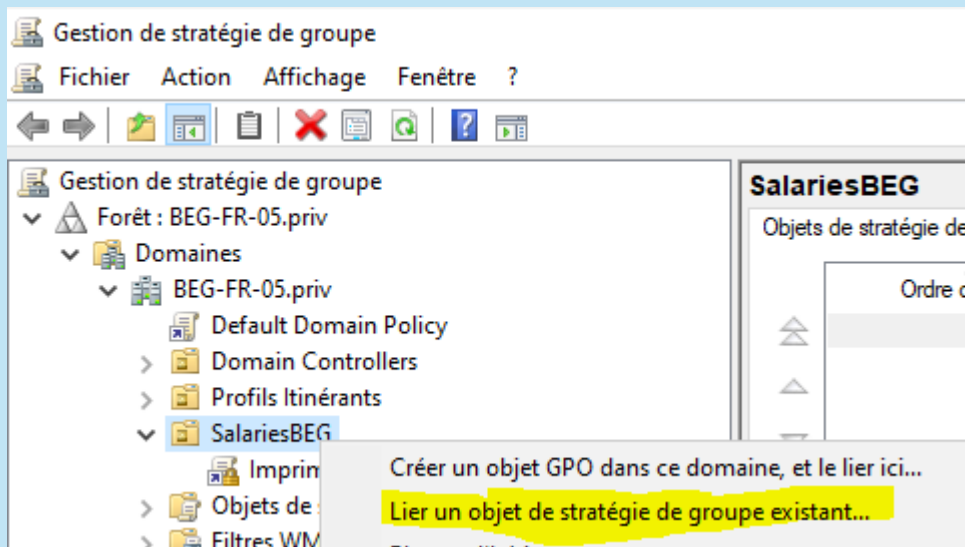 Gestion de stratégie de groupe
Fichier Action Affichage Fenêtre ?
Gestion de stratégie de groupe
Forêt : BEG-FR-05.priv
Domaines
BEG-FR-05.priv
Default Domain Policy
Domain Controllers
Profils Itinérants
SalariesBEG
Imprim
Objets de
Filtres WM
SalariesBEG
Objets de stratégie de
Ordre
Créer un objet GPO dans ce domaine, et le lier ici...
Lier un objet de stratégie de groupe existant...